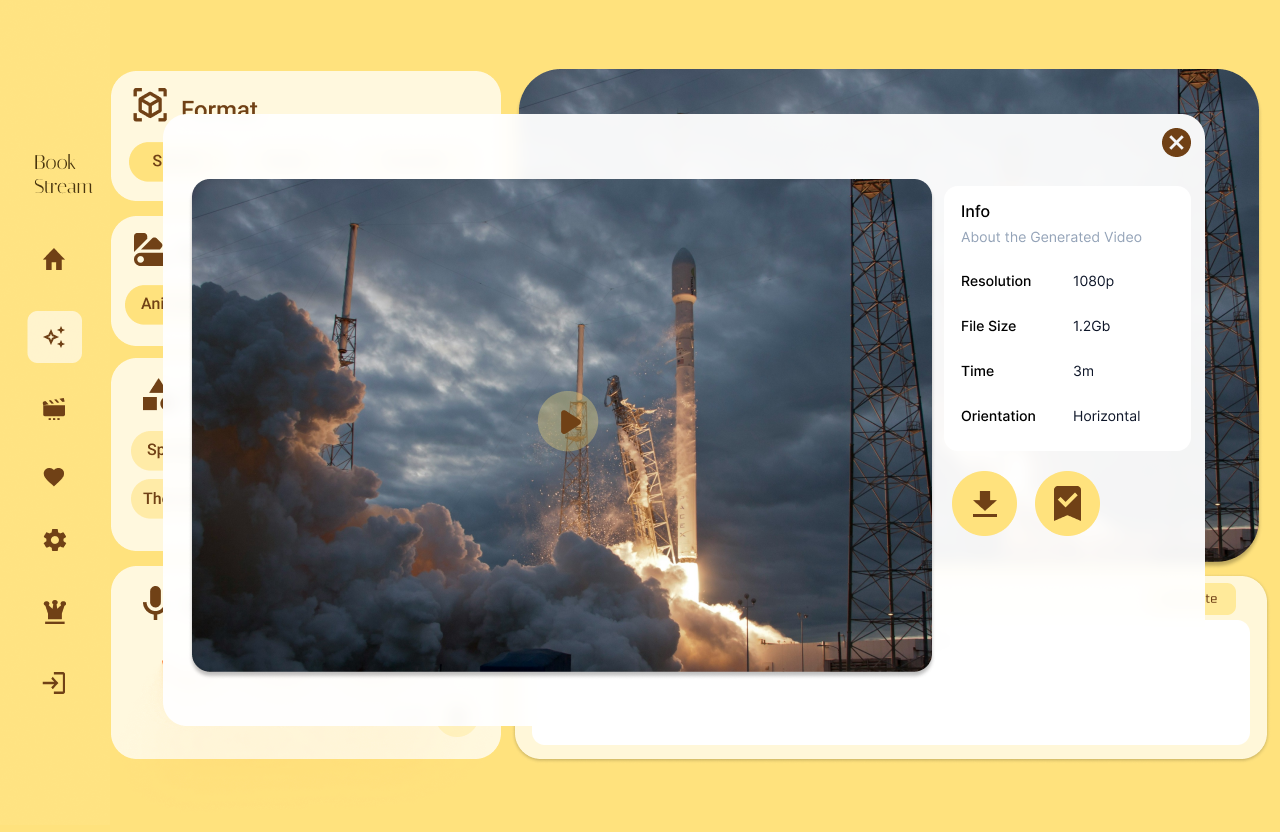 Book
Stream
Format
S
Ani
Sp
The
Info
About the Generated Video
Resolution 1080p
File Size 1.2Gb
Time 3m
Orientation Horizontal
te